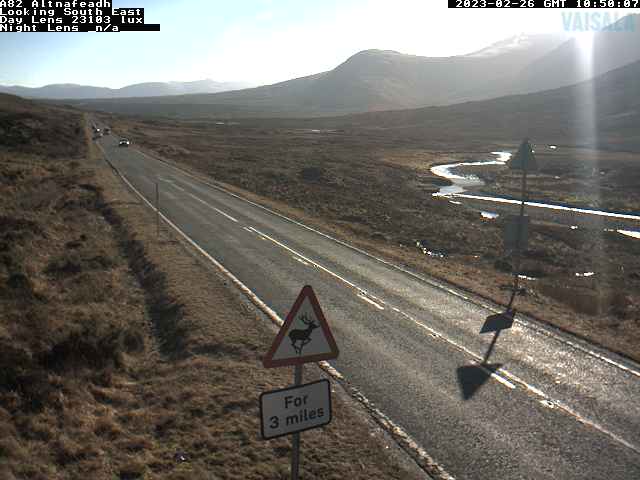 A82 Altnafeadh
Looking South East
Day Lens 23103 lux
Night Lens n/a
2023-02-26 GMT 10:50:07
VAISALA
For
3 miles